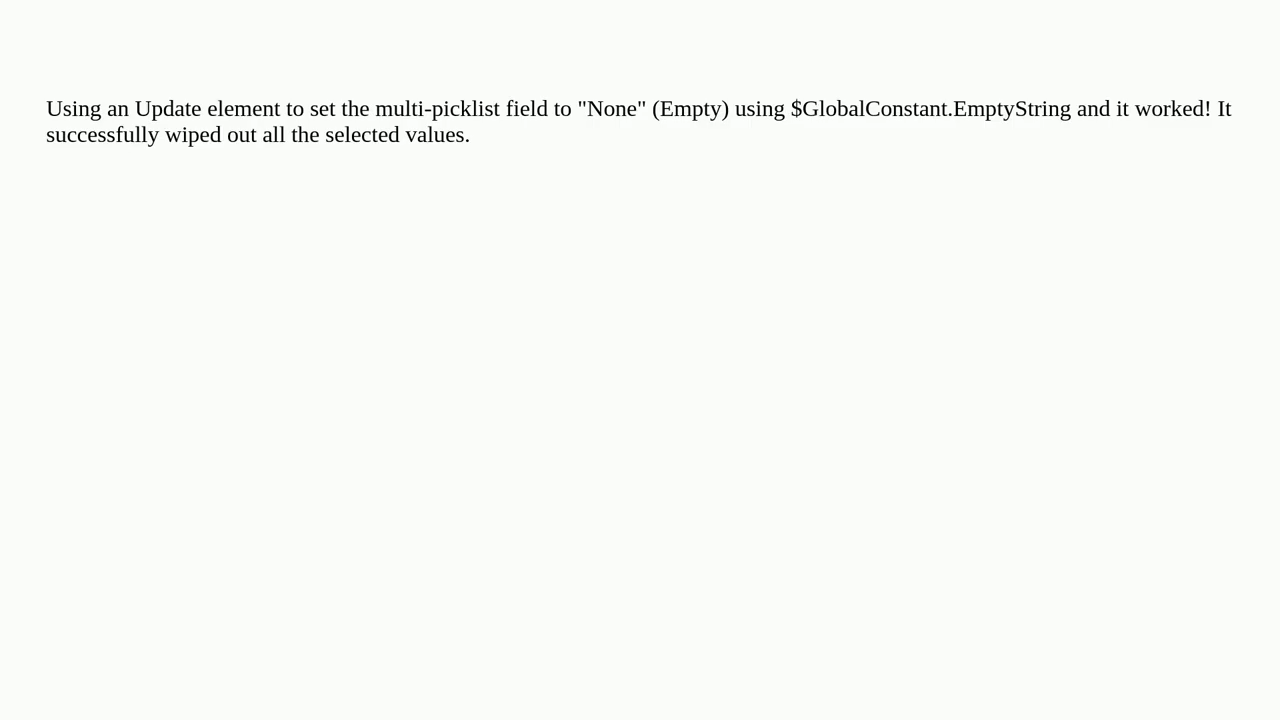 Using an Update element to set the multi-picklist field to "None" (Empty) using $GlobalConstant.EmptyString and it worked! It
successfully wiped out all the selected values.